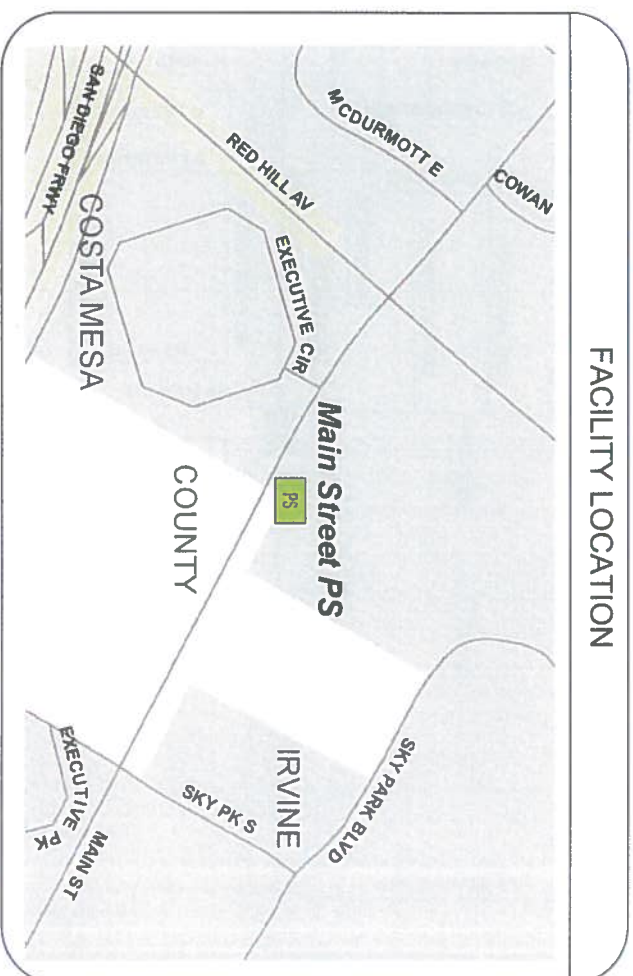 FACILITY LOCATION
COWAN
MCDURMOTT E
RED HILL AV
EXECUTIVE CIR
SAN DIEGO FRWY
COSTA MESA
Main Street PS
PS
COUNTY
SKY PARK BLVD
IRVINE
SKY PK S
EXECUTIVE PK
MAIN ST